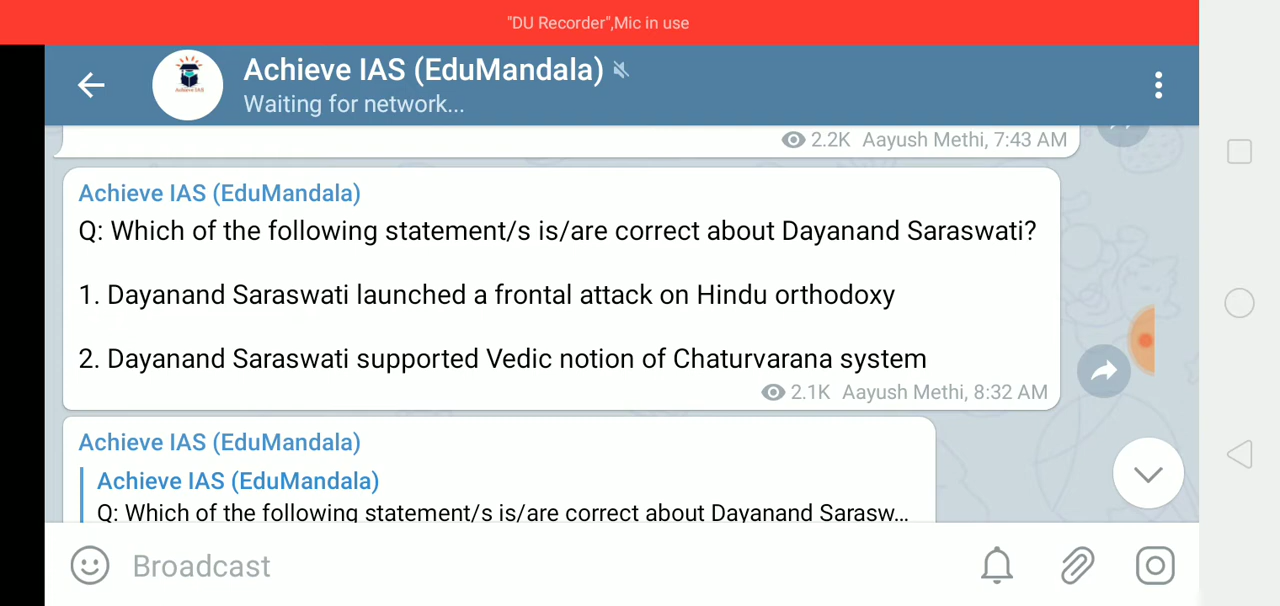 "DU Recorder",Mic in use
Achieve IAS (EduMandala)
Waiting for network...
2.2K Aayush Methi, 7:43 AM
Achieve IAS (EduMandala)
Q: Which of the following statement/s is/are correct about Dayanand Saraswati?
1. Dayanand Saraswati launched a frontal attack on Hindu orthodoxy
2. Dayanand Saraswati supported Vedic notion of Chaturvarana system
2.1K Aayush Methi, 8:32 AM
Achieve IAS (EduMandala)
Achieve IAS (EduMandala)
Q: Which of the following statement/s is/are correct about Dayanand Sarasw...
Broadcast